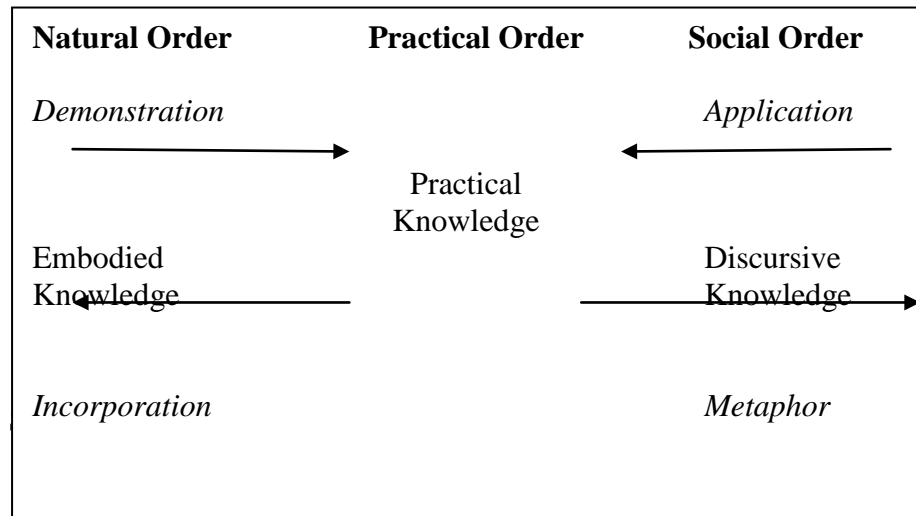 Natural Order Practical Order Social Order
Demonstration Application
Practical
Knowledge
Embodied Discursive
Knowledge Knowledge
Incorporation Metaphor